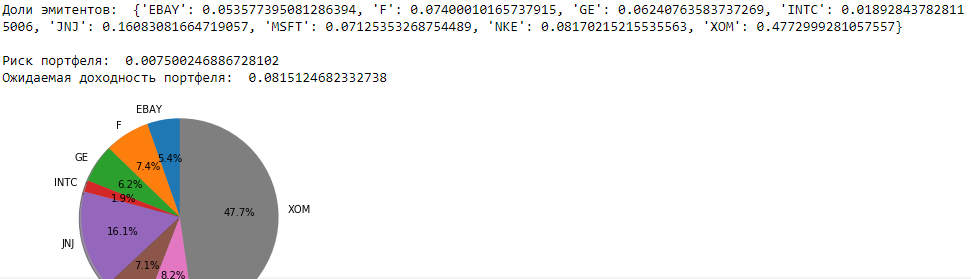 Доли эмитентов:  {'EBAY': 0.053577395081286394, 'F': 0.07400010165737915, 'GE': 0.06240763583737269, 'INTC': 0.01892843782811
5006, 'JNJ': 0.16083081664719057, 'MSFT': 0.07125353268754489, 'NKE': 0.08170215215535563, 'XOM': 0.4772999281057557}
Риск портфеля:  0.007500246886728102
Ожидаемая доходность портфеля:  0.0815124682332738
EBAY
F
5.4%
7.4%
GE
6.2%
INTC
1.9%
47.7%
XOM
16.1%
JNJ
7.1%
8.2%